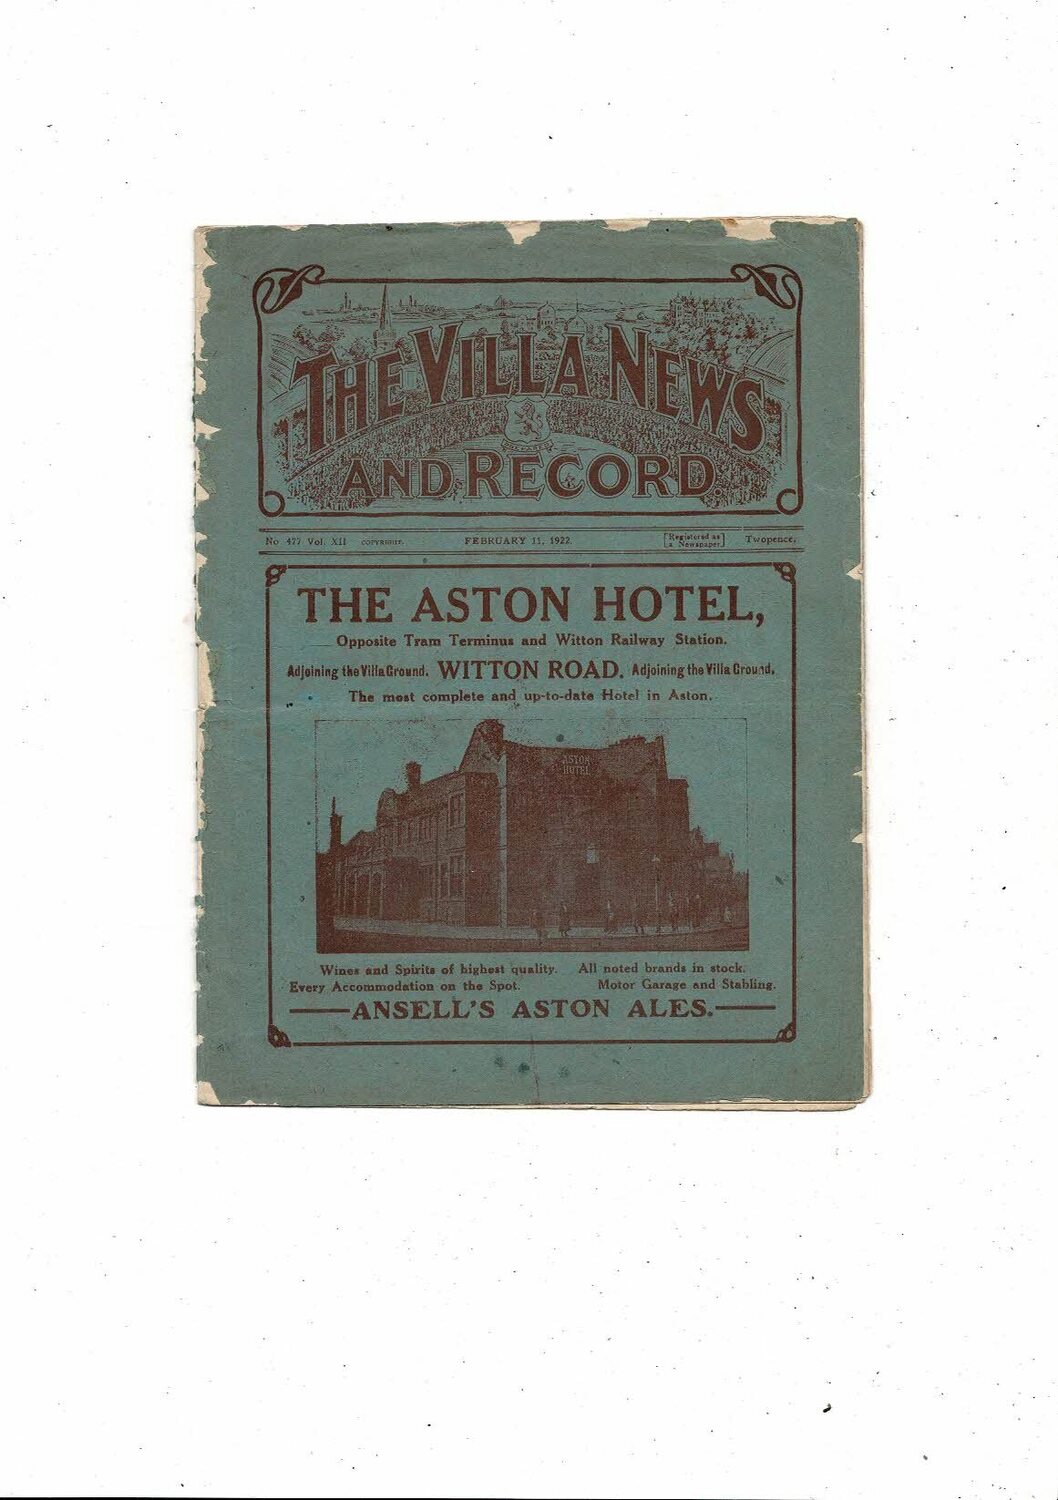 THE VILLA NEWS
AND RECORD
No 477 Vol. XII COPYRIGHT. FEBRUARY 11, 1922. [Registered as a Newspaper.] Twopence.
THE ASTON HOTEL,
Opposite Tram Terminus and Witton Railway Station.
Adjoining the Villa Ground. WITTON ROAD. Adjoining the Villa Ground.
The most complete and up-to-date Hotel in Aston.
ASTON
HOTEL
Wines and Spirits of highest quality. All noted brands in stock.
Every Accommodation on the Spot. Motor Garage and Stabling.
ANSELL'S ASTON ALES.